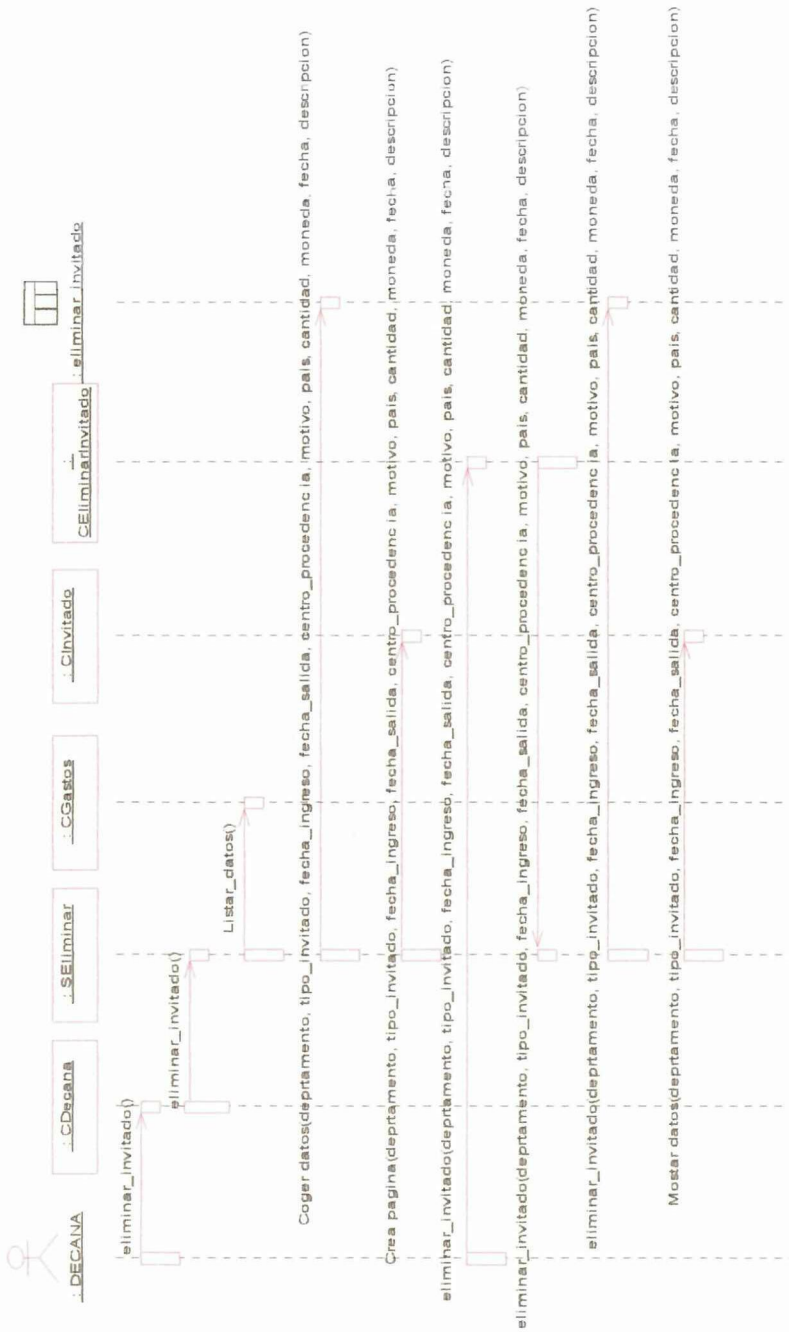 : DECANA
: CDecana
: SEliminar
: CGastos
: CInvitado
: CEliminarInvitado
: eliminar_invitado
eliminar_invitado()
eliminar_invitado()
Listar_datos()
Coger datos(deprtamento, tipo_invitado, fecha_ingreso, fecha_salida, centro_procedencia, motivo, pais, cantidad, moneda, fecha, descripcion)
Crea pagina(deprtamento, tipo_invitado, fecha_ingreso, fecha_salida, centro_procedencia, motivo, pais, cantidad, moneda, fecha, descripcion)
eliminar_invitado(deprtamento, tipo_invitado, fecha_ingreso, fecha_salida, centro_procedencia, motivo, pais, cantidad, moneda, fecha, descripcion)
eliminar_invitado(deprtamento, tipo_invitado, fecha_ingreso, fecha_salida, centro_procedencia, motivo, pais, cantidad, moneda, fecha, descripcion)
eliminar_invitado(deprtamento, tipo_invitado, fecha_ingreso, fecha_salida, centro_procedencia, motivo, pais, cantidad, moneda, fecha, descripcion)
Mostar datos(deprtamento, tipo_invitado, fecha_ingreso, fecha_salida, centro_procedencia, motivo, pais, cantidad, moneda, fecha, descripcion)